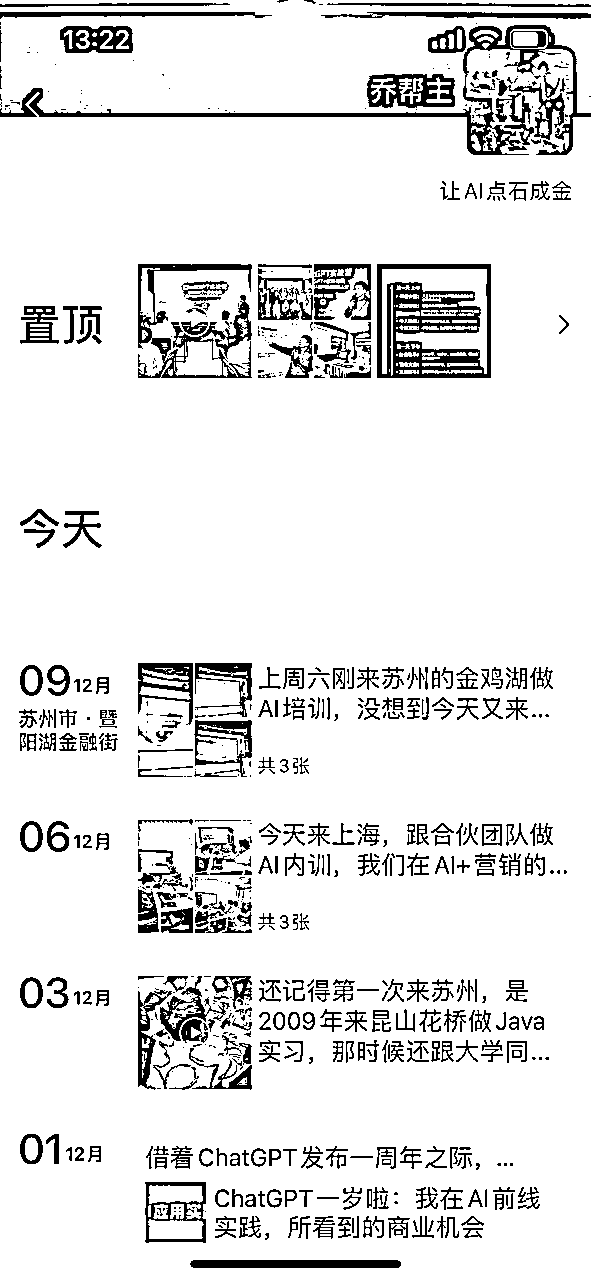 13:22
乔帮主
让AI点石成金
置顶
今天
09 12月
苏州市·暨
阳湖金融街
上周六刚来苏州的金鸡湖做
AI培训，没想到今天又来...
共3张
06 12月
今天来上海，跟合伙团队做
AI内训，我们在AI+营销的...
共3张
03 12月
还记得第一次来苏州，是
2009年来昆山花桥做Java
实习，那时候还跟大学同...
01 12月
借着ChatGPT发布一周年之际，...
应用实
ChatGPT一岁啦：我在AI前线
实践，所看到的商业机会